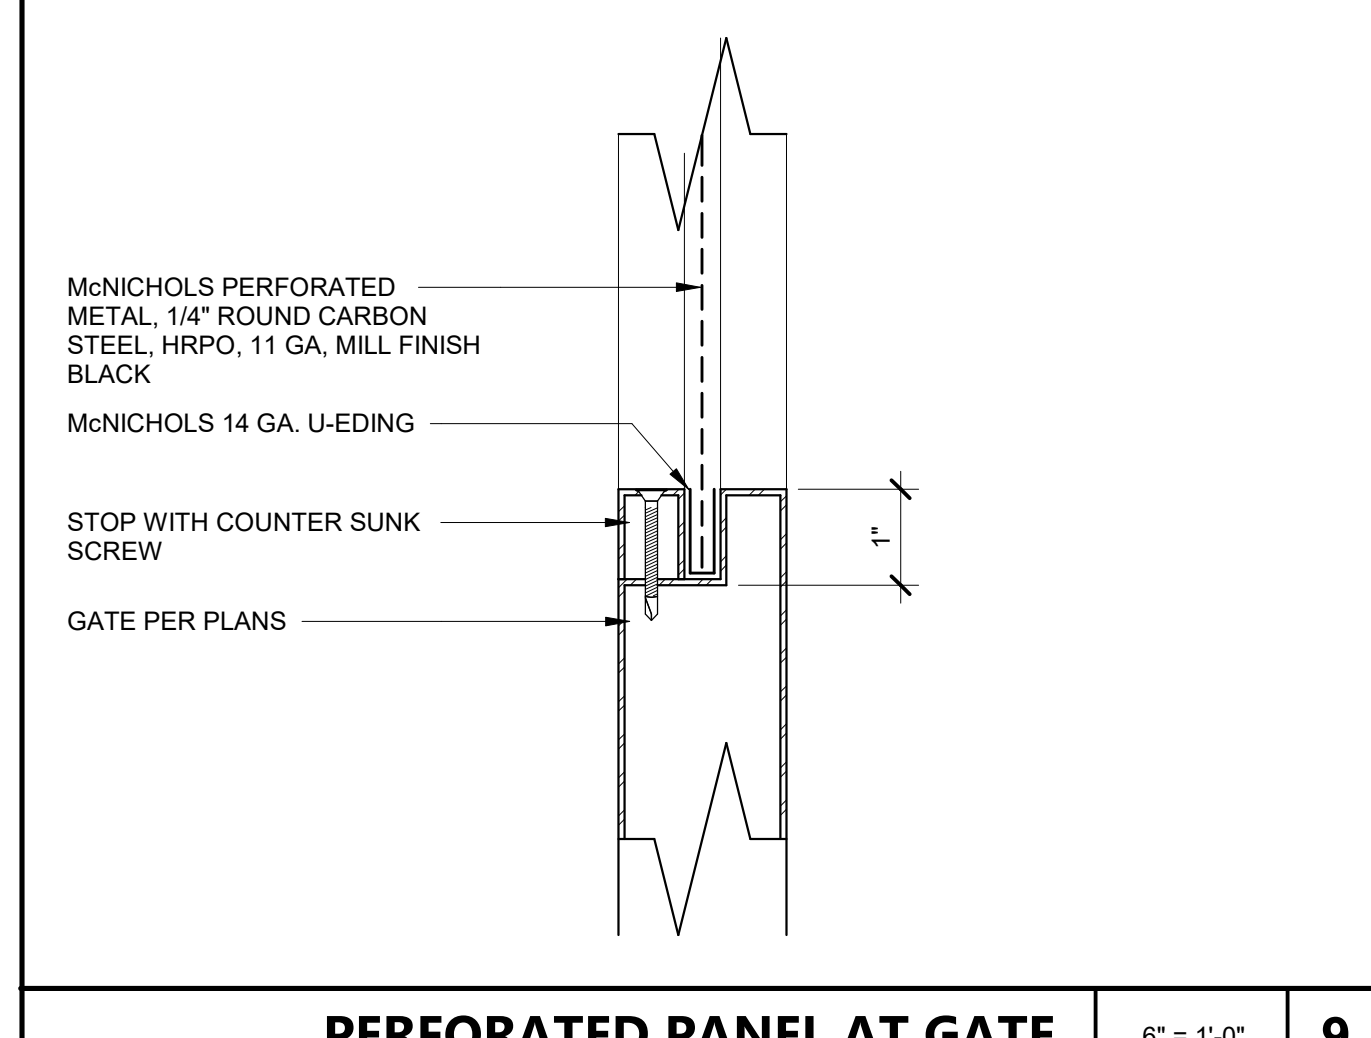 McNICHOLS PERFORATED
METAL, 1/4" ROUND CARBON
STEEL, HRPO, 11 GA, MILL FINISH
BLACK
McNICHOLS 14 GA. U-EDING
STOP WITH COUNTER SUNK
SCREW
GATE PER PLANS
1"
PERFORATED PANEL AT GATE
6" = 1'-0"
9